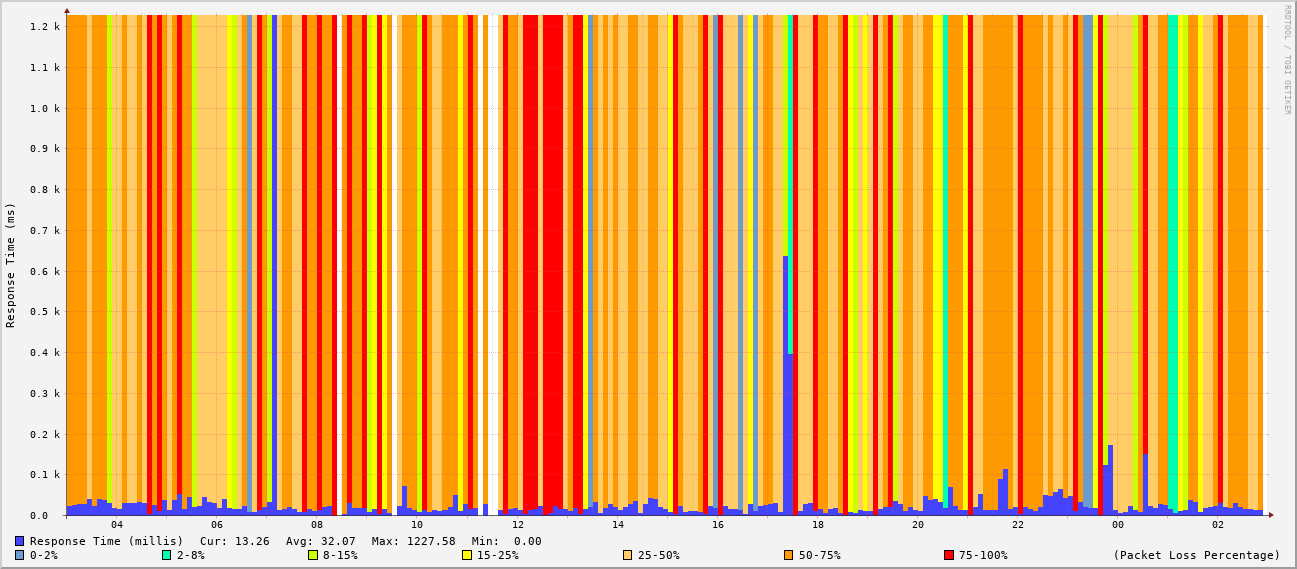 RRDTOOL / TOBI OETIKER
Response Time (ms)
1.2 k
1.1 k
1.0 k
0.9 k
0.8 k
0.7 k
0.6 k
0.5 k
0.4 k
0.3 k
0.2 k
0.1 k
0.0
04 06 08 10 12 14 16 18 20 22 00 02
Response Time (millis) Cur: 13.26 Avg: 32.07 Max: 1227.58 Min: 0.00
0-2% 2-8% 8-15% 15-25% 25-50% 50-75% 75-100% (Packet Loss Percentage)